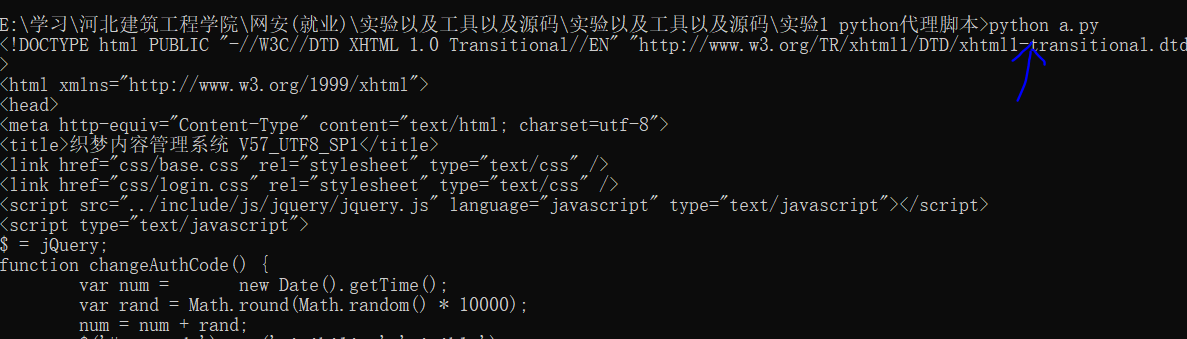 E:\学习\河北建筑工程学院\网安(就业)\实验以及工具以及源码\实验以及工具以及源码\实验1 python代理脚本>python a.py
<!DOCTYPE html PUBLIC "-//W3C//DTD XHTML 1.0 Transitional//EN" "http://www.w3.org/TR/xhtml1/DTD/xhtml1-transitional.dtd
>
<html xmlns="http://www.w3.org/1999/xhtml">
<head>
<meta http-equiv="Content-Type" content="text/html; charset=utf-8">
<title>织梦内容管理系统 V57_UTF8_SP1</title>
<link href="css/base.css" rel="stylesheet" type="text/css" />
<link href="css/login.css" rel="stylesheet" type="text/css" />
<script src="../include/js/jquery/jquery.js" language="javascript" type="text/javascript"></script>
<script type="text/javascript">
$ = jQuery;
function changeAuthCode() {
        var num =       new Date().getTime();
        var rand = Math.round(Math.random() * 10000);
        num = num + rand;